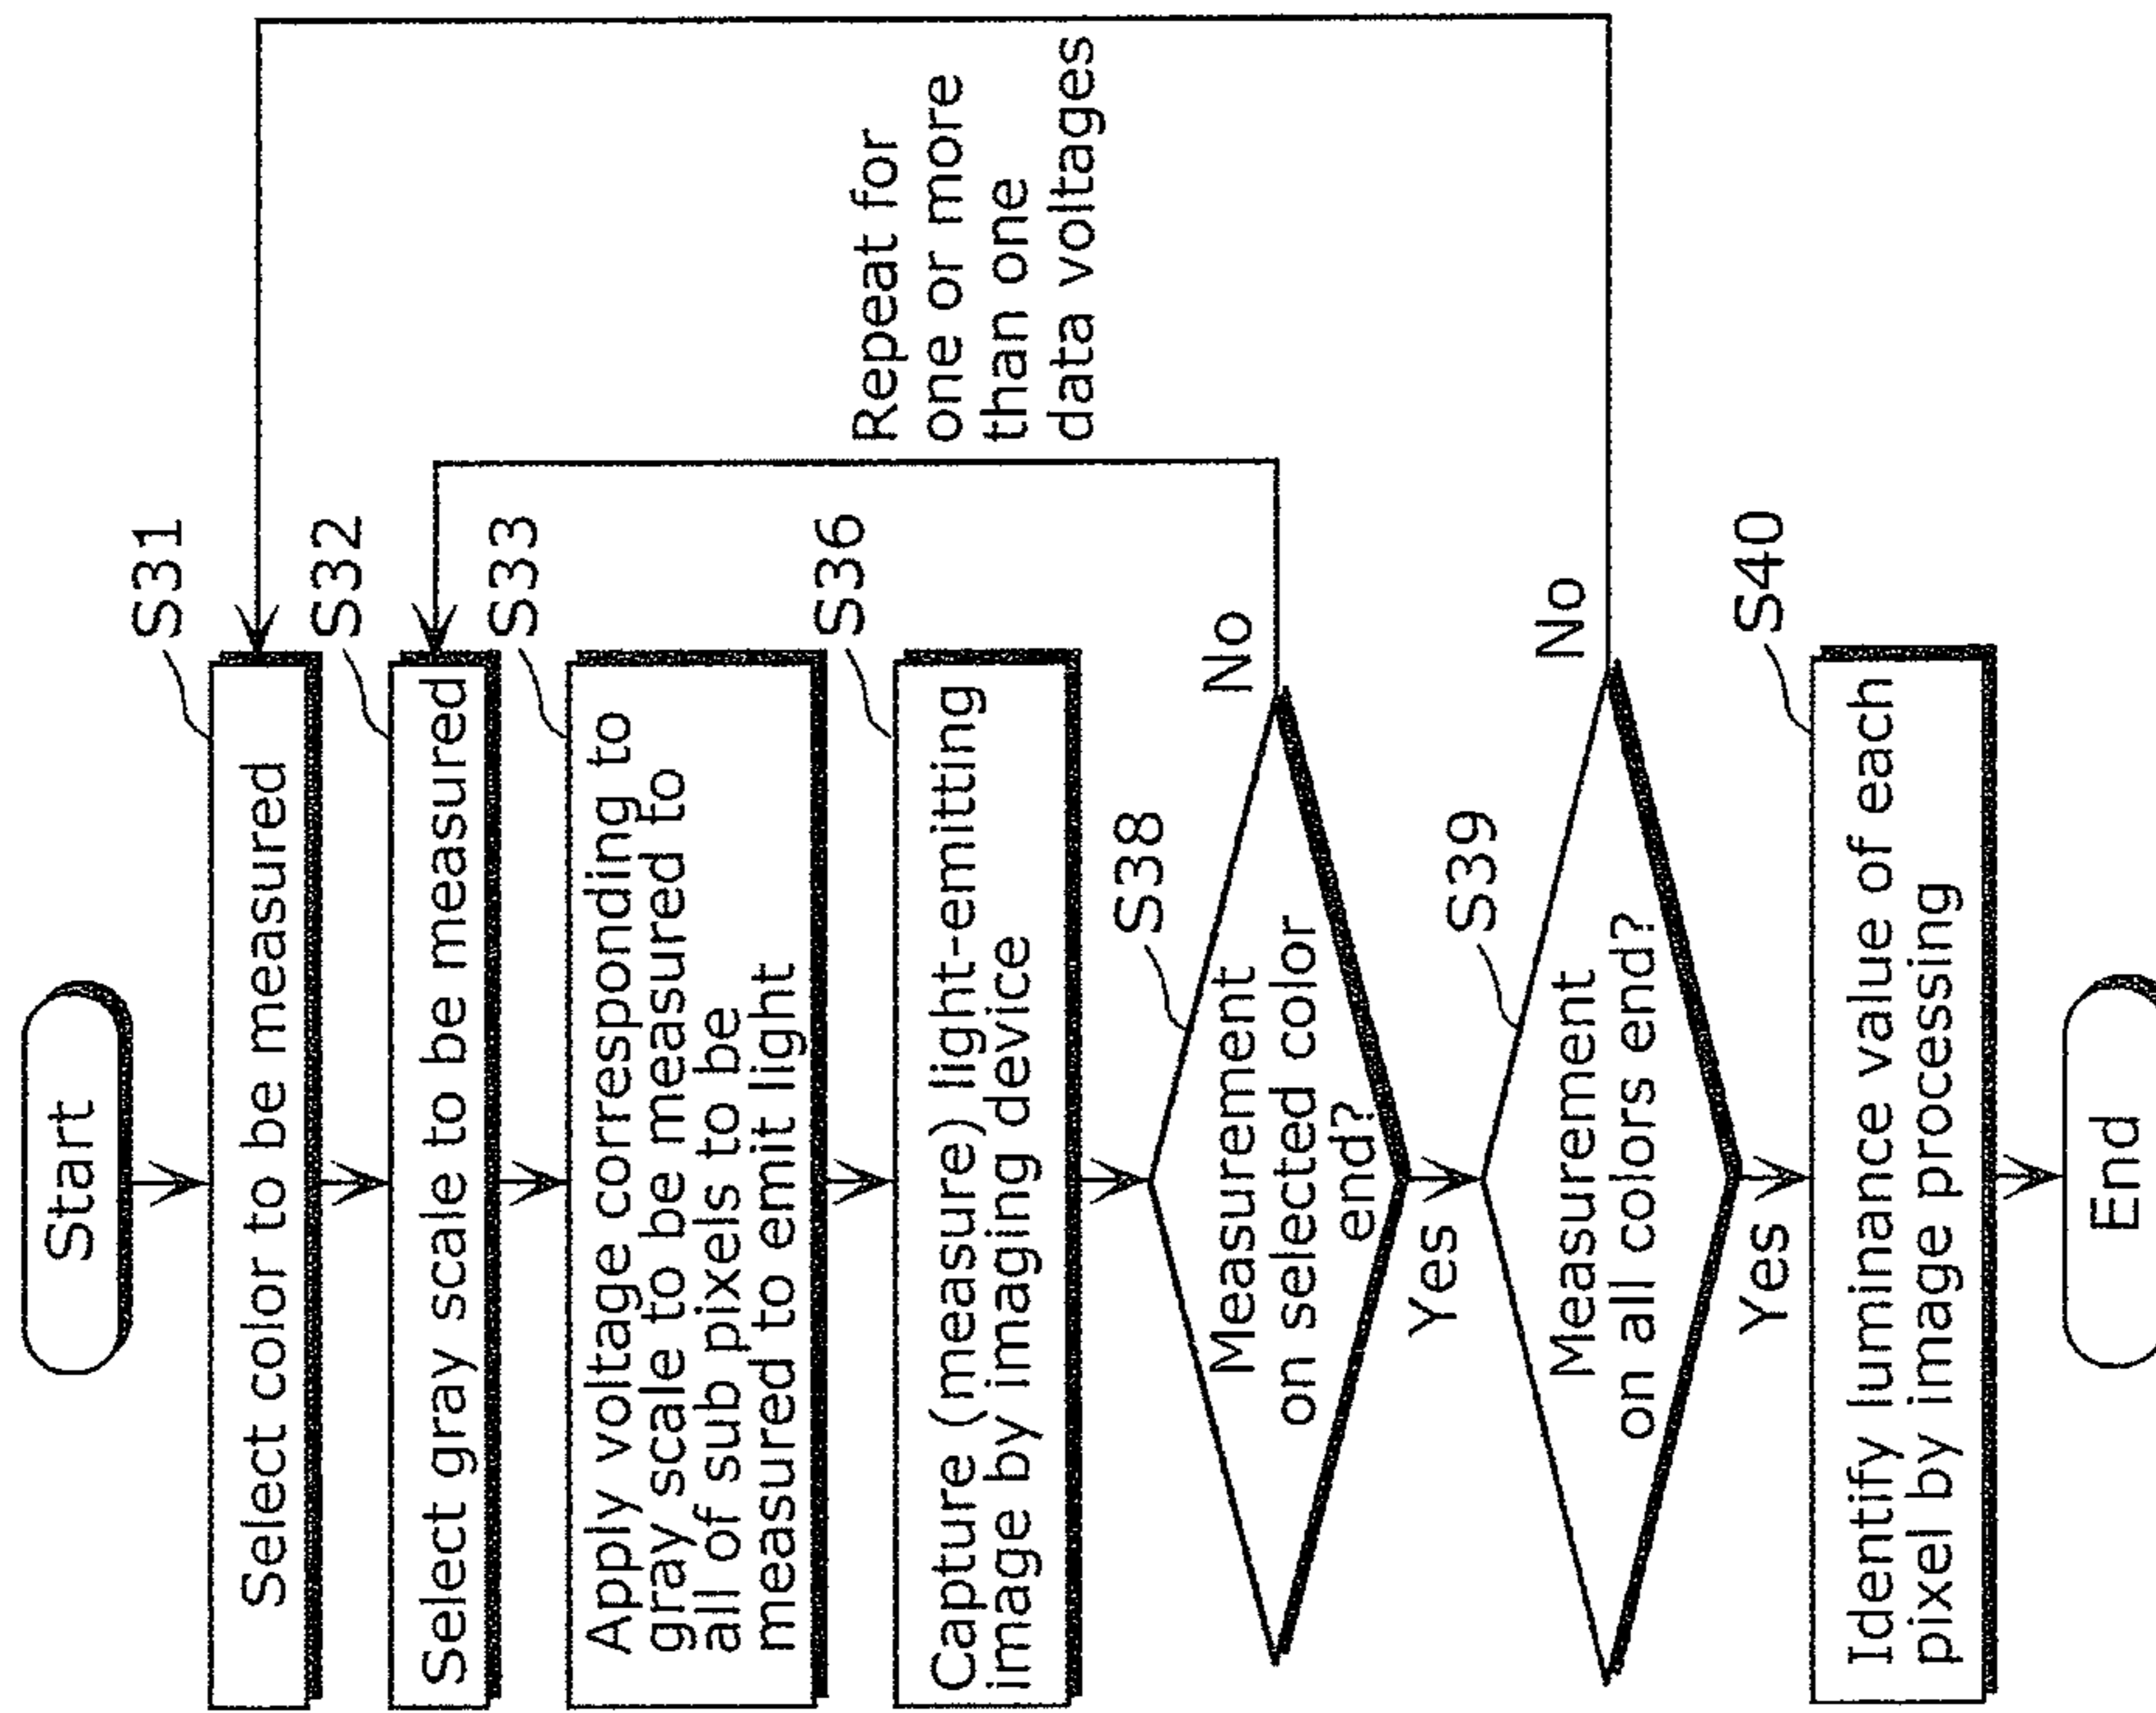 Start
S31
Select color to be measured
S32
Select gray scale to be measured
S33
Apply voltage corresponding to
gray scale to be measured to
all of sub pixels to be
measured to emit light
S36
Capture (measure) light-emitting
image by imaging device
Repeat for
one or more
than one
data voltages
S38
Measurement
on selected color
end?
No
Yes
S39
Measurement
on all colors end?
No
Yes
S40
Identify luminance value of each
pixel by image processing
End